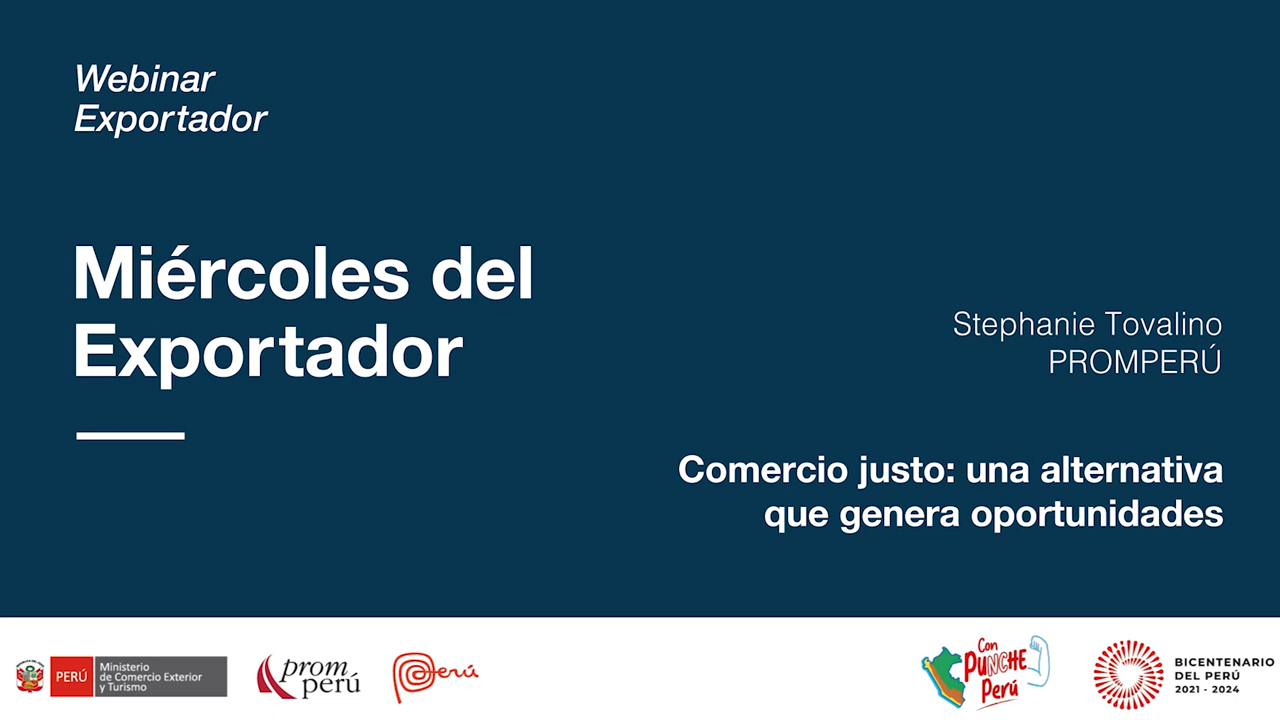 Webinar
Exportador
Miércoles del
Exportador
Stephanie Tovalino
PROMPERÚ
Comercio justo: una alternativa
que genera oportunidades
PERÚ
Ministerio
de Comercio Exterior
y Turismo
prom
perú
Perú
Con
PUNCHE
Perú
BICENTENARIO
DEL PERÚ
2021 - 2024